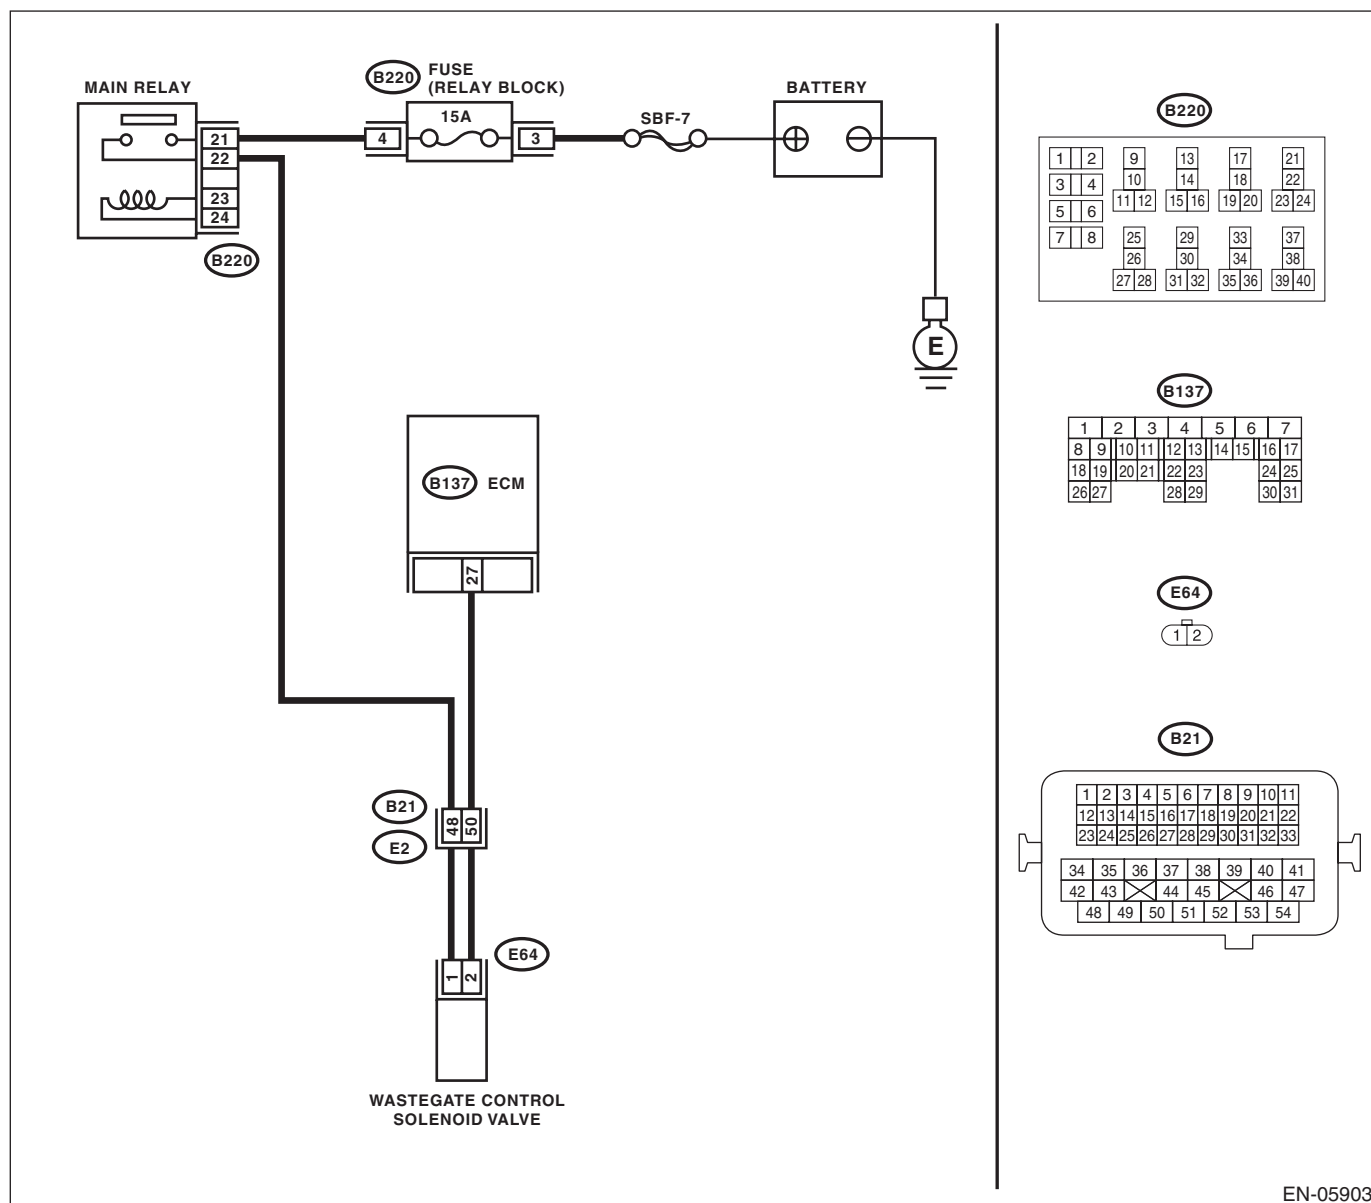 MAIN RELAY
B220
FUSE
(RELAY BLOCK)
15A
SBF-7
BATTERY
21
22
23
24
4
3
B220
E
B137 ECM
27
B21
E2
48 50
E64
1 2
WASTEGATE CONTROL
SOLENOID VALVE
B220
1 2 9 13 17 21
3 4 10 14 18 22
11 12 15 16 19 20 23 24
5 6
7 8 25 29 33 37
26 30 34 38
27 28 31 32 35 36 39 40
B137
1 2 3 4 5 6 7
8 9 10 11 12 13 14 15 16 17
18 19 20 21 22 23 24 25
26 27 28 29 30 31
E64
1 2
B21
1 2 3 4 5 6 7 8 9 10 11
12 13 14 15 16 17 18 19 20 21 22
23 24 25 26 27 28 29 30 31 32 33
34 35 36 37 38 39 40 41
42 43 44 45 46 47
48 49 50 51 52 53 54
EN-05903